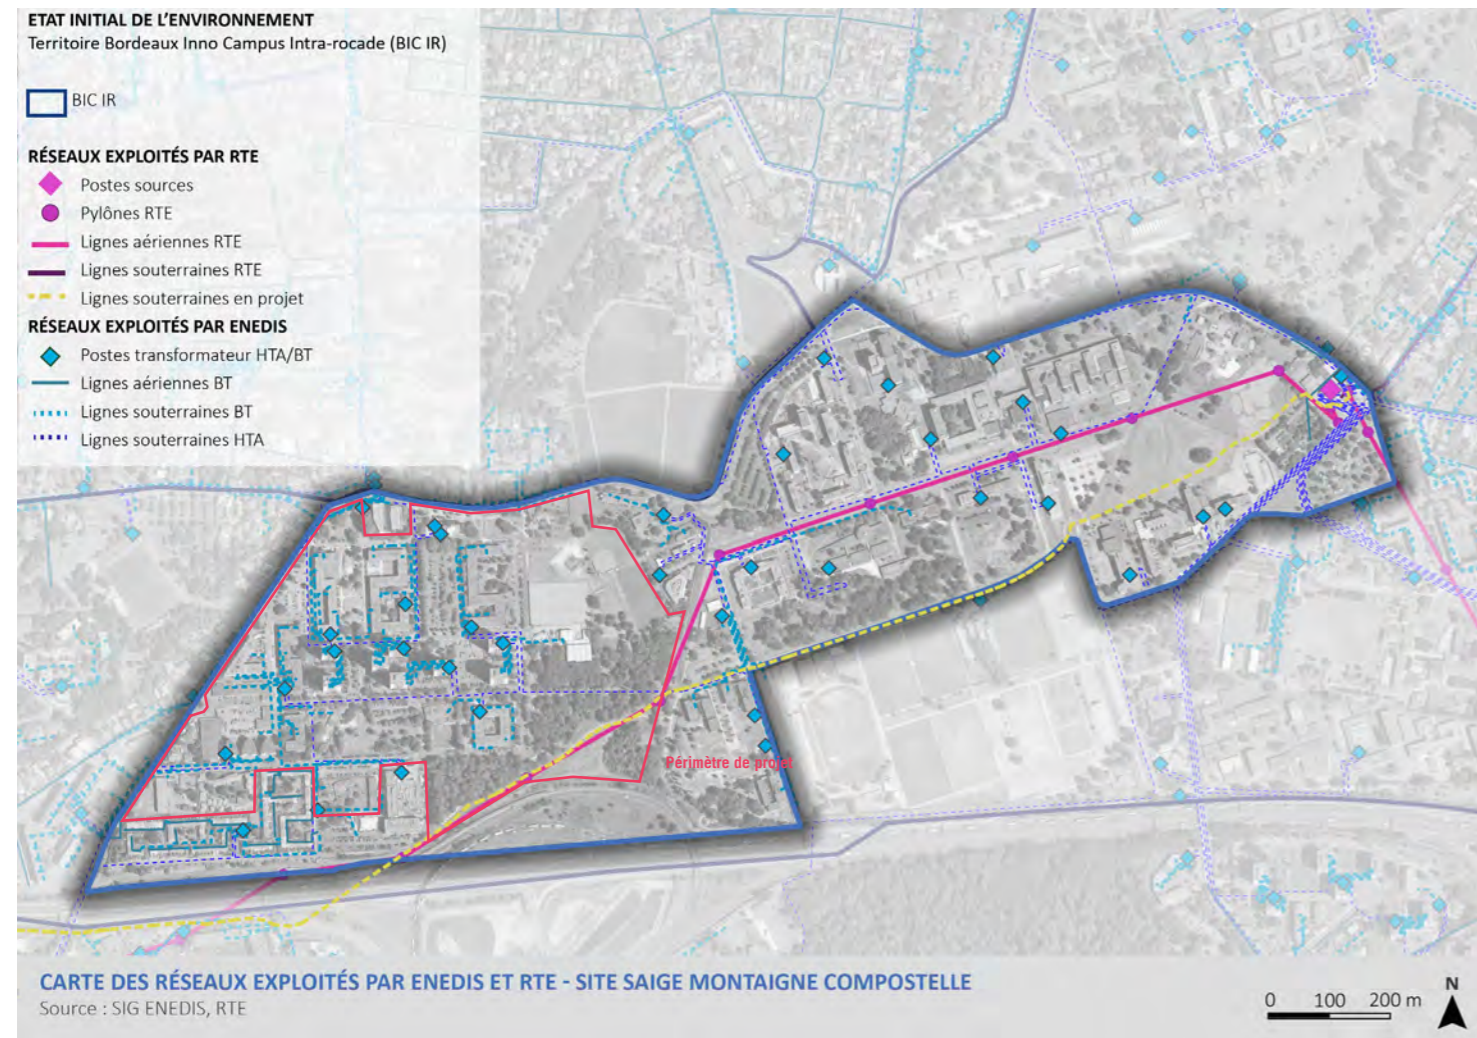 ETAT INITIAL DE L'ENVIRONNEMENT
Territoire Bordeaux Inno Campus Intra-rocade (BIC IR)
BIC IR
RÉSEAUX EXPLOITÉS PAR RTE
Postes sources
Pylônes RTE
Lignes aériennes RTE
Lignes souterraines RTE
Lignes souterraines en projet
RÉSEAUX EXPLOITÉS PAR ENEDIS
Postes transformateur HTA/BT
Lignes aériennes BT
Lignes souterraines BT
Lignes souterraines HTA
Périmètre de projet
CARTE DES RÉSEAUX EXPLOITÉS PAR ENEDIS ET RTE - SITE SAIGE MONTAIGNE COMPOSTELLE
Source : SIG ENEDIS, RTE
0 100 200 m
N